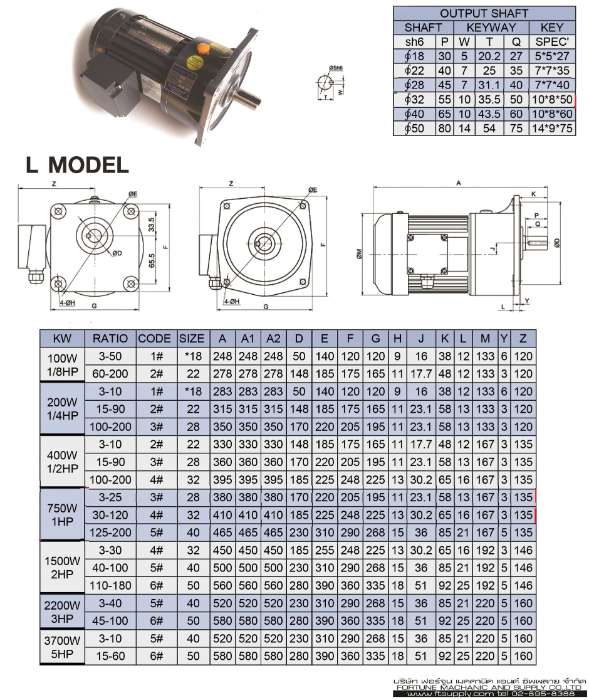 OUTPUT SHAFT
SHAFT KEYWAY KEY
sh6 P W T Q SPEC'
ϕ18 30 5 20.2 27 5*5*27
ϕ22 40 7 25 35 7*7*35
ϕ28 45 7 31.1 40 7*7*40
ϕ32 55 10 35.5 50 10*8*50
ϕ40 65 10 43.5 60 10*8*60
ϕ50 80 14 54 75 14*9*75
ØSh6
W
T
L MODEL
Z ØE Z ØE A K
P
Q
33.5 F F ØM J ØD
ØD
65.5
4-ØH 4-ØH
G G L Y
KW RATIO CODE SIZE A A1 A2 D E F G H J K L M Y Z
100W 3-50 1# *18 248 248 248 50 140 120 120 9 16 38 12 133 6 120
1/8HP 60-200 2# 22 278 278 278 148 185 175 165 11 17.7 48 12 133 3 120
200W 3-10 1# *18 283 283 283 50 140 120 120 9 16 38 12 133 6 120
1/4HP 15-90 2# 22 315 315 315 148 185 175 165 11 23.1 58 13 133 3 120
100-200 3# 28 350 350 350 170 220 205 195 11 23.1 58 13 133 3 120
400W 3-10 2# 22 330 330 330 148 185 175 165 11 17.7 48 12 167 3 135
1/2HP 15-90 3# 28 360 360 360 170 220 205 195 11 23.1 58 13 167 3 135
100-200 4# 32 395 395 395 185 225 248 225 13 30.2 65 16 167 3 135
750W 3-25 3# 28 380 380 380 170 220 205 195 11 23.1 58 13 167 3 135
1HP 30-120 4# 32 410 410 410 185 225 248 225 13 30.2 65 16 167 3 135
125-200 5# 40 465 465 465 230 310 290 268 15 36 85 21 167 5 135
1500W 3-30 4# 32 450 450 450 185 255 248 225 13 30.2 65 16 192 3 146
2HP 40-100 5# 40 500 500 500 230 310 290 268 15 36 85 21 192 5 146
110-180 6# 50 560 560 560 280 390 360 335 18 51 92 25 192 5 146
2200W 3-40 5# 40 520 520 520 230 310 290 268 15 36 85 21 220 5 160
3HP 45-100 6# 50 580 580 580 280 390 360 335 18 51 92 25 220 5 160
3700W 3-10 5# 40 520 520 520 230 310 290 268 15 36 85 21 220 5 160
5HP 15-60 6# 50 580 580 580 280 390 360 335 18 51 92 25 220 5 160
บริษัท ฟอร์จูน เมคคานิค แอนด์ ซัพพลาย จำกัด
FORTUNE MACHANIC AND SUPPLY CO.,LTD